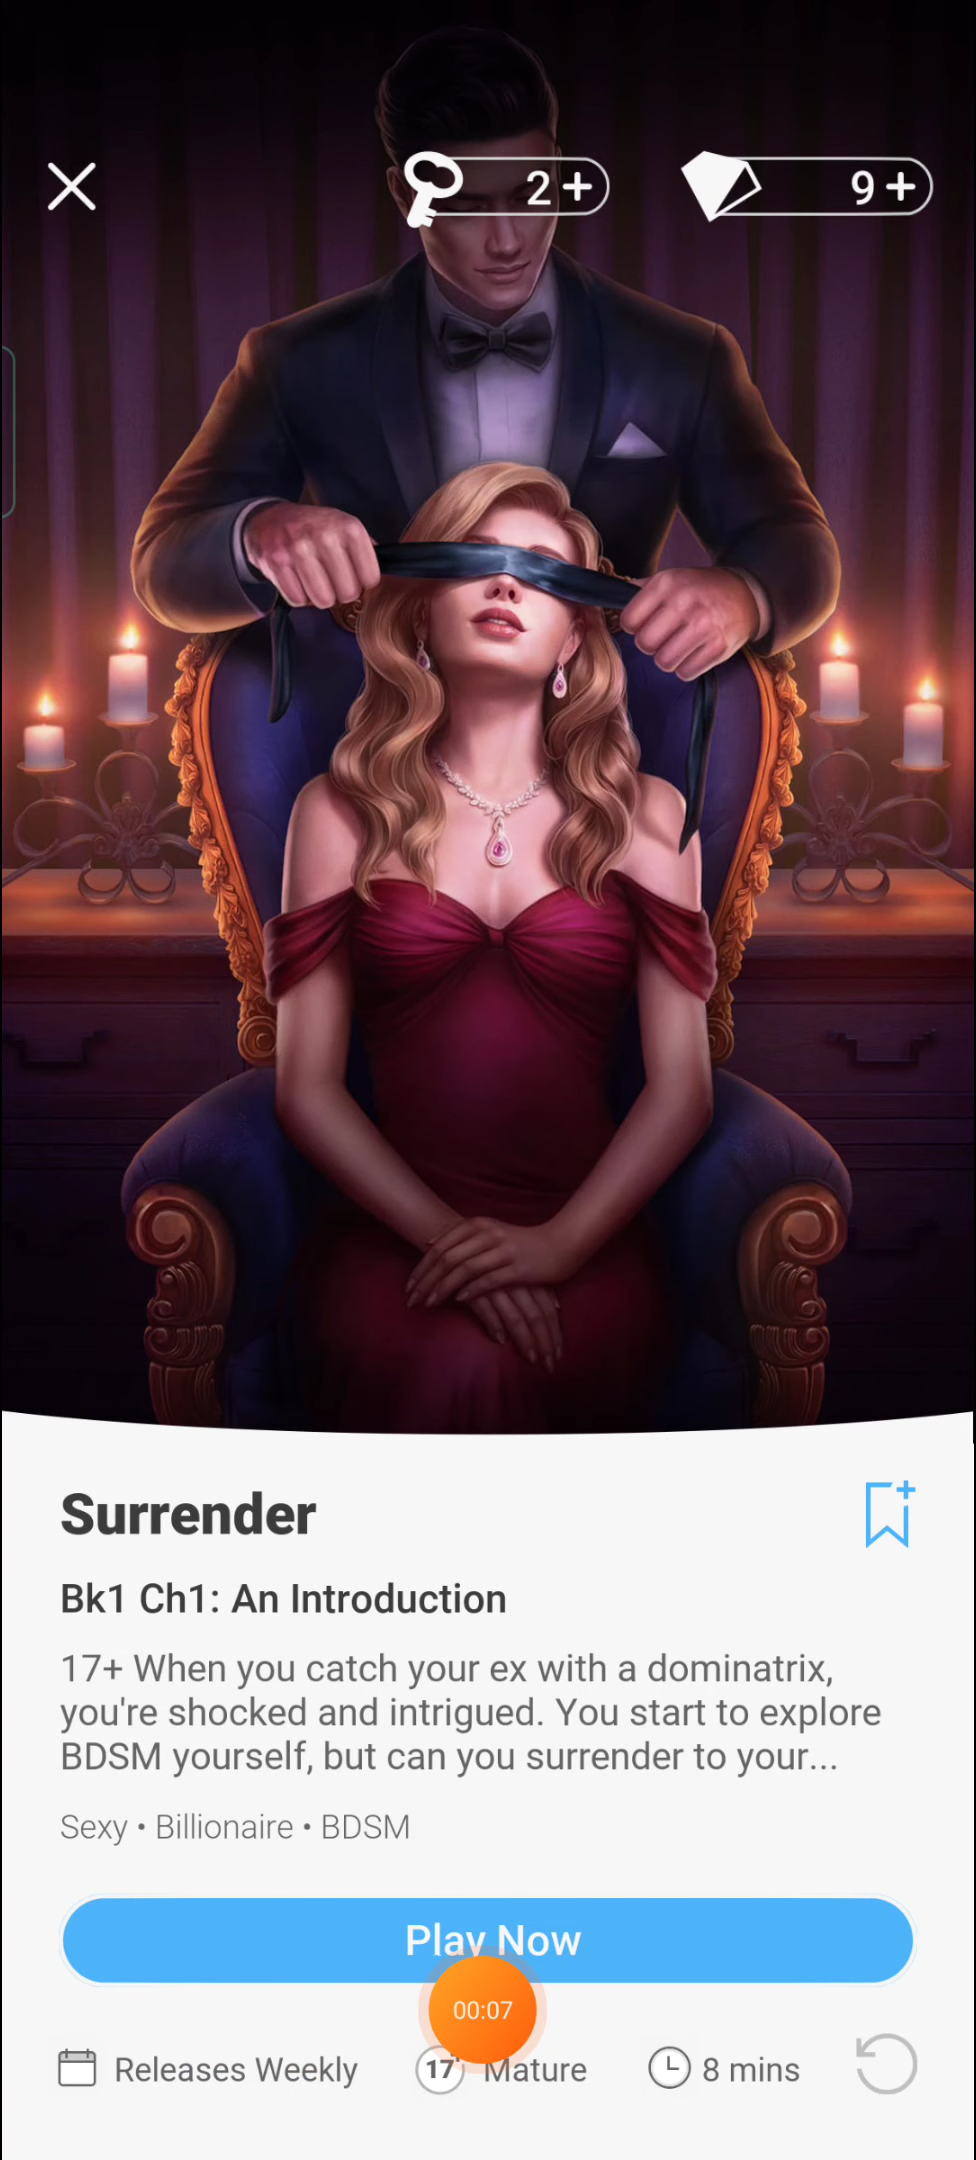 2+
9+
Surrender
Bk1 Ch1: An Introduction
17+ When you catch your ex with a dominatrix,
you're shocked and intrigued. You start to explore
BDSM yourself, but can you surrender to your...
Sexy • Billionaire • BDSM
Play Now
00:07
Releases Weekly
17+ Mature
8 mins